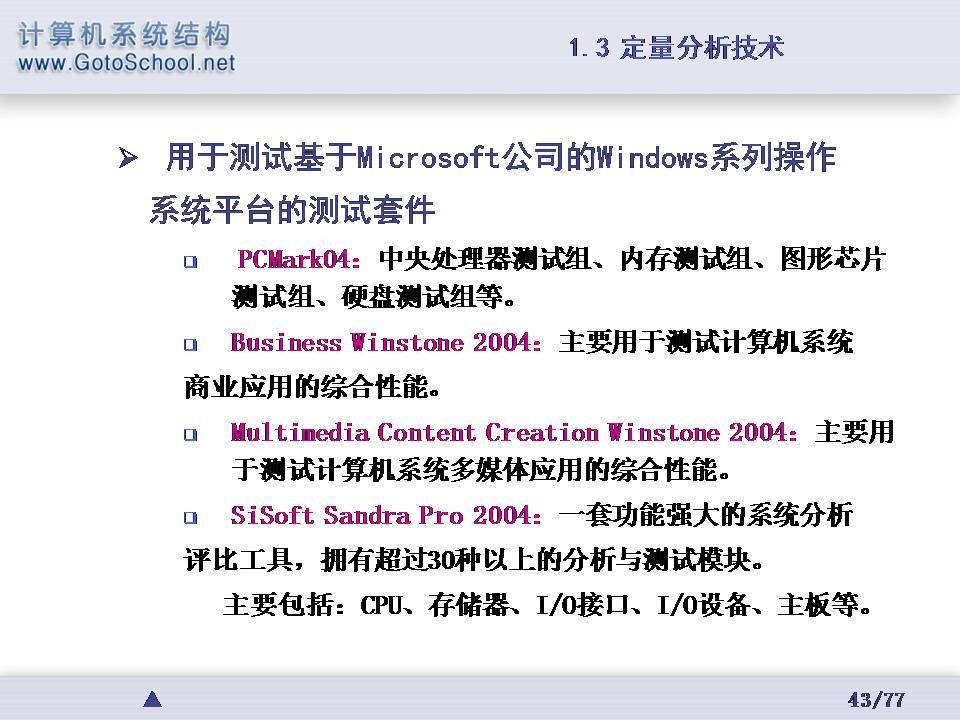 计算机系统结构
www.GotoSchool.net
1.3 定量分析技术
➢ 用于测试基于Microsoft公司的Windows系列操作
系统平台的测试套件
❑ PCMark04：中央处理器测试组、内存测试组、图形芯片
测试组、硬盘测试组等。
❑ Business Winstone 2004：主要用于测试计算机系统
商业应用的综合性能。
❑ Multimedia Content Creation Winstone 2004：主要用
于测试计算机系统多媒体应用的综合性能。
❑ SiSoft Sandra Pro 2004：一套功能强大的系统分析
评比工具，拥有超过30种以上的分析与测试模块。
主要包括：CPU、存储器、I/O接口、I/O设备、主板等。
▲ 43/77